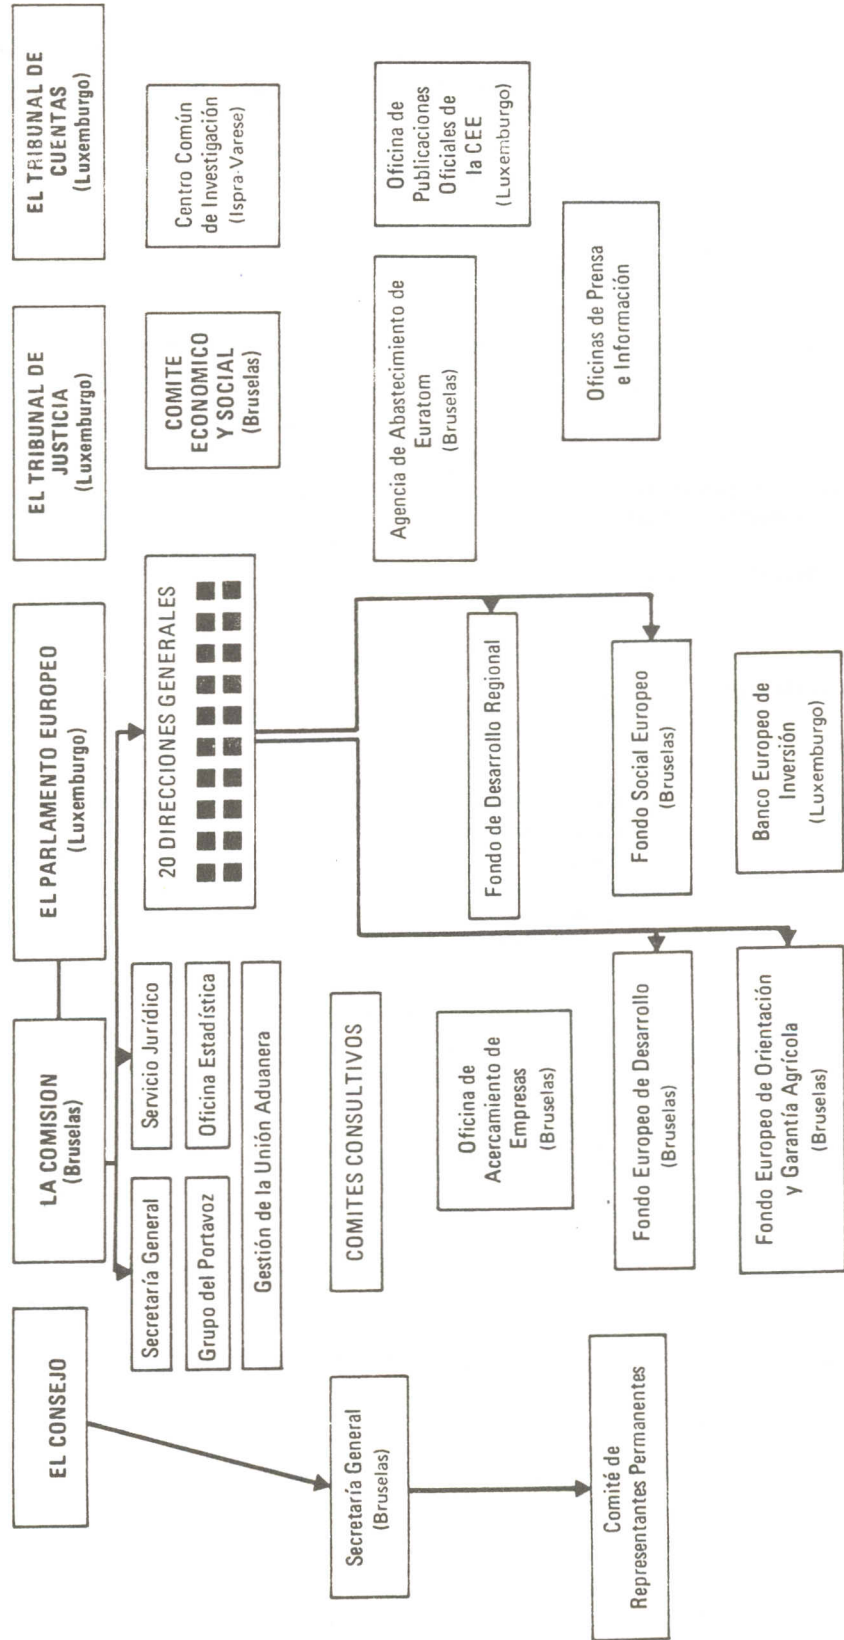 EL CONSEJO
LA COMISION
(Bruselas)
EL PARLAMENTO EUROPEO
(Luxemburgo)
EL TRIBUNAL DE
JUSTICIA
(Luxemburgo)
EL TRIBUNAL DE
CUENTAS
(Luxemburgo)
Secretaría General
Servicio Jurídico
Grupo del Portavoz
Oficina Estadística
Gestión de la Unión Aduanera
20 DIRECCIONES GENERALES
COMITE
ECONOMICO
Y SOCIAL
(Bruselas)
Centro Común
de Investigación
(Ispra-Varese)
Secretaría General
(Bruselas)
COMITES CONSULTIVOS
Agencia de Abastecimiento de
Euratom
(Bruselas)
Oficina de
Publicaciones
Oficiales de
la CEE
(Luxemburgo)
Oficina de
Acercamiento de
Empresas
(Bruselas)
Fondo de Desarrollo Regional
Oficinas de Prensa
e Información
Comité de
Representantes Permanentes
Fondo Europeo de Desarrollo
(Bruselas)
Fondo Social Europeo
(Bruselas)
Fondo Europeo de Orientación
y Garantía Agrícola
(Bruselas)
Banco Europeo de
Inversión
(Luxemburgo)